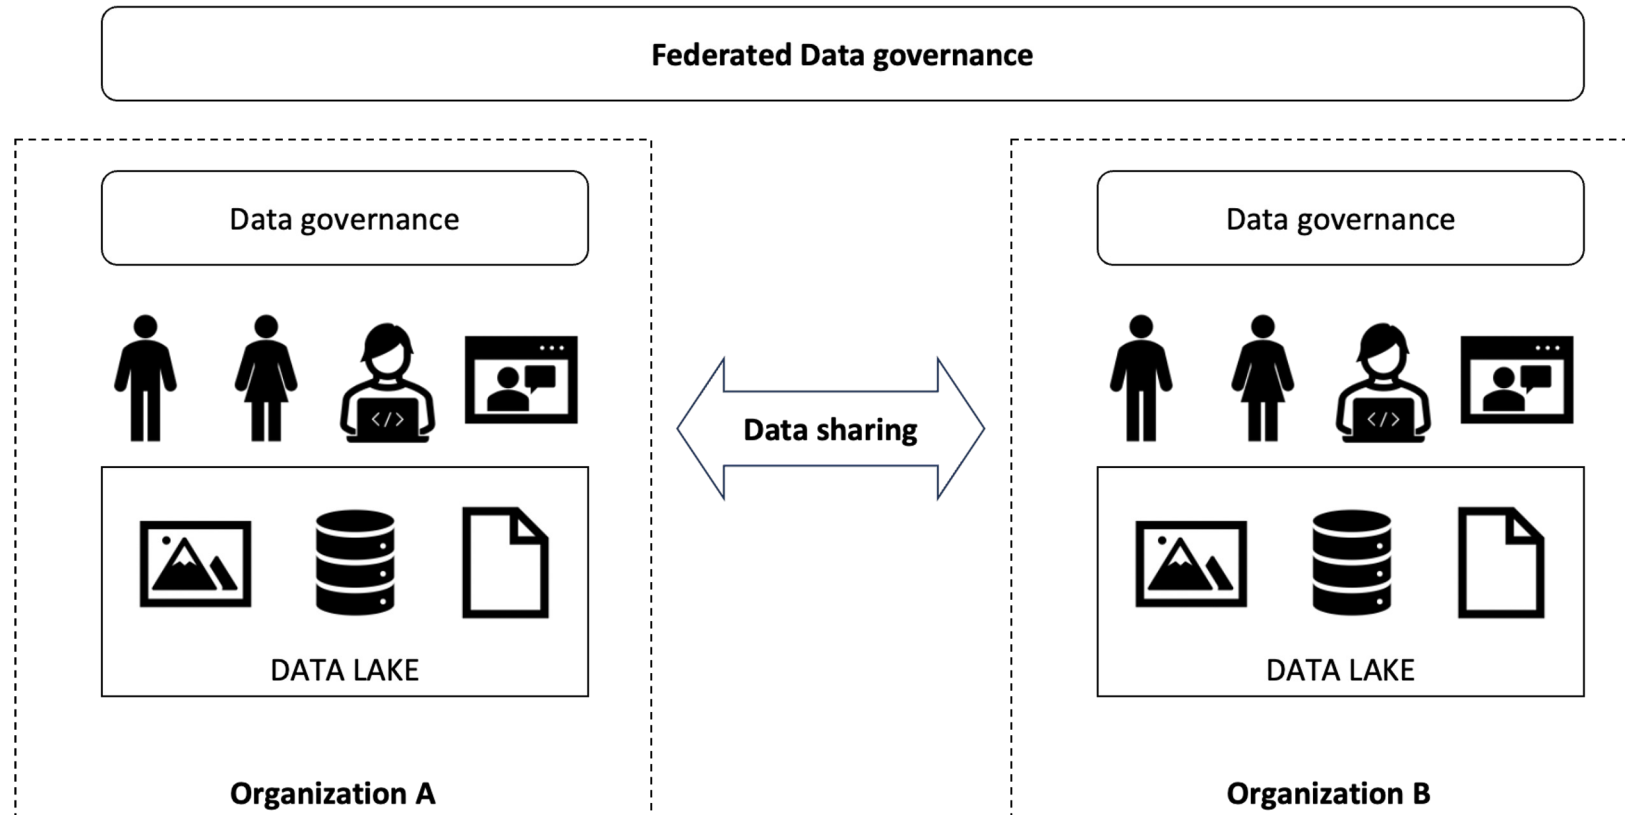 Federated Data governance
Data governance
Data governance
</>
</>
Data sharing
DATA LAKE
DATA LAKE
Organization A
Organization B